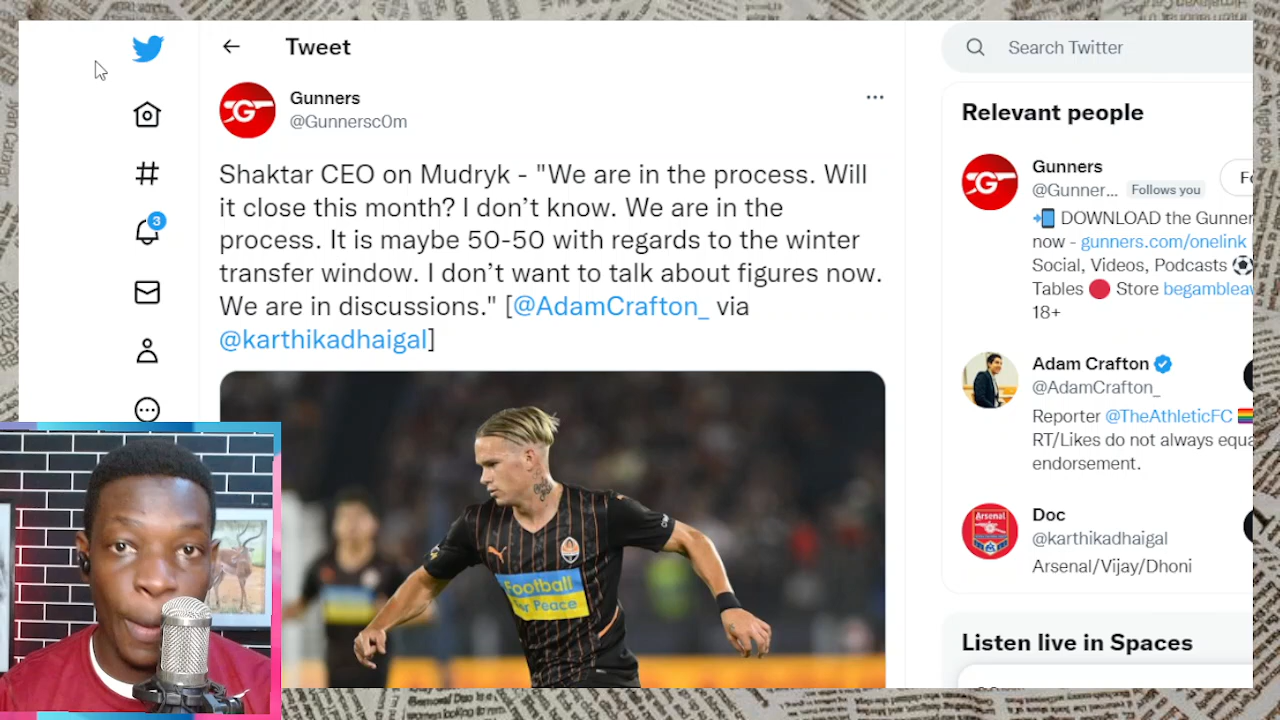 Tweet
Search Twitter
Gunners
@Gunnersc0m
Shaktar CEO on Mudryk - "We are in the process. Will
it close this month? I don't know. We are in the
process. It is maybe 50-50 with regards to the winter
transfer window. I don't want to talk about figures now.
We are in discussions." [@AdamCrafton_ via
@karthikadhaigal]
3
Football
for Peace
Relevant people
Gunners
@Gunner... Follows you
DOWNLOAD the Gunner
now - gunners.com/onelink
Social, Videos, Podcasts
Tables Store begambleaw
18+
Adam Crafton
@AdamCrafton_
Reporter @TheAthleticFC
RT/Likes do not always equa
endorsement.
Arsenal
Doc
@karthikadhaigal
Arsenal/Vijay/Dhoni
Listen live in Spaces